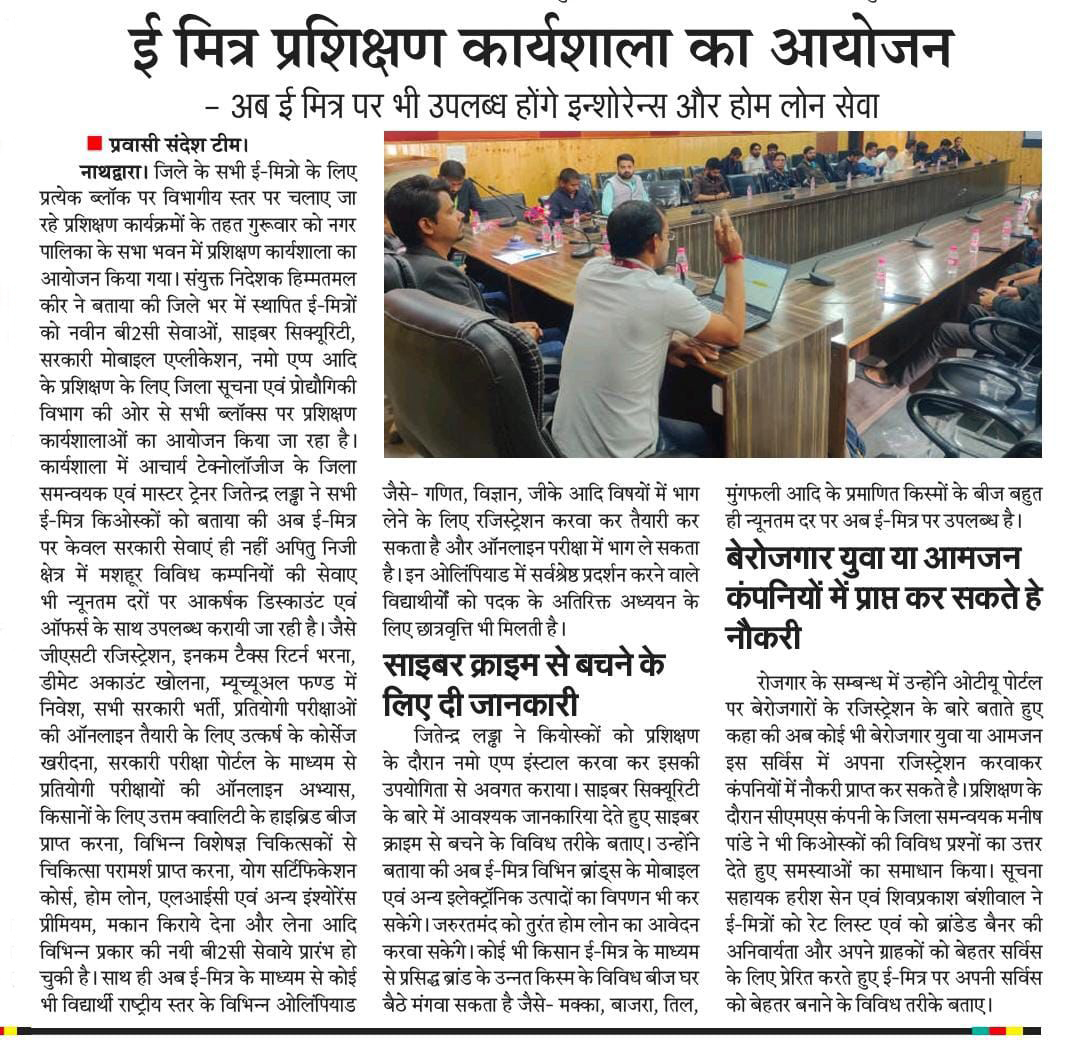 ई मित्र प्रशिक्षण कार्यशाला का आयोजन
– अब ई मित्र पर भी उपलब्ध होंगे इन्शोरेन्स और होम लोन सेवा
प्रवासी संदेश टीम।
नाथद्वारा। जिले के सभी ई-मित्रो के लिए
प्रत्येक ब्लॉक पर विभागीय स्तर पर चलाए जा
रहे प्रशिक्षण कार्यक्रमों के तहत गुरूवार को नगर
पालिका के सभा भवन में प्रशिक्षण कार्यशाला का
आयोजन किया गया। संयुक्त निदेशक हिम्मतमल
कीर ने बताया की जिले भर में स्थापित ई-मित्रों
को नवीन बी2सी सेवाओं, साइबर सिक्यूरिटी,
सरकारी मोबाइल एप्लीकेशन, नमो एप्प आदि
के प्रशिक्षण के लिए जिला सूचना एवं प्रोद्यौगिकी
विभाग की ओर से सभी ब्लॉक्स पर प्रशिक्षण
कार्यशालाओं का आयोजन किया जा रहा है।
कार्यशाला में आचार्य टेक्नोलॉजीज के जिला
समन्वयक एवं मास्टर ट्रेनर जितेन्द्र लढ्ढा ने सभी
ई-मित्र किओस्कों को बताया की अब ई-मित्र
पर केवल सरकारी सेवाएं ही नहीं अपितु निजी
क्षेत्र में मशहूर विविध कम्पनियों की सेवाए
भी न्यूनतम दरों पर आकर्षक डिस्काउंट एवं
ऑफर्स के साथ उपलब्ध करायी जा रही है। जैसे
जीएसटी रजिस्ट्रेशन, इनकम टैक्स रिटर्न भरना,
डीमेट अकाउंट खोलना, म्यूच्यूअल फण्ड में
निवेश, सभी सरकारी भर्ती, प्रतियोगी परीक्षाओं
की ऑनलाइन तैयारी के लिए उत्कर्ष के कोर्सेज
खरीदना, सरकारी परीक्षा पोर्टल के माध्यम से
प्रतियोगी परीक्षायों की ऑनलाइन अभ्यास,
किसानों के लिए उत्तम क्वालिटी के हाइब्रिड बीज
प्राप्त करना, विभिन्न विशेषज्ञ चिकित्सकों से
चिकित्सा परामर्श प्राप्त करना, योग सर्टिफिकेशन
कोर्स, होम लोन, एलआईसी एवं अन्य इंश्योरेंस
प्रीमियम, मकान किराये देना और लेना आदि
विभिन्न प्रकार की नयी बी2सी सेवाये प्रारंभ हो
चुकी है। साथ ही अब ई-मित्र के माध्यम से कोई
भी विद्यार्थी राष्ट्रीय स्तर के विभिन्न ओलिंपियाड
जैसे- गणित, विज्ञान, जीके आदि विषयों में भाग
लेने के लिए रजिस्ट्रेशन करवा कर तैयारी कर
सकता है और ऑनलाइन परीक्षा में भाग ले सकता
है। इन ओलिंपियाड में सर्वश्रेष्ठ प्रदर्शन करने वाले
विद्यार्थीयों को पदक के अतिरिक्त अध्ययन के
लिए छात्रवृत्ति भी मिलती है।
साइबर क्राइम से बचने के
लिए दी जानकारी
जितेन्द्र लढ्ढा ने कियोस्कों को प्रशिक्षण
के दौरान नमो एप्प इंस्टाल करवा कर इसकी
उपयोगिता से अवगत कराया। साइबर सिक्यूरिटी
के बारे में आवश्यक जानकारिया देते हुए साइबर
क्राइम से बचने के विविध तरीके बताए। उन्होंने
बताया की अब ई-मित्र विभिन ब्रांड्स के मोबाइल
एवं अन्य इलेक्ट्रॉनिक उत्पादों का विपणन भी कर
सकेंगे। जरुरतमंद को तुरंत होम लोन का आवेदन
करवा सकेंगे। कोई भी किसान ई-मित्र के माध्यम
से प्रसिद्ध ब्रांड के उन्नत किस्म के विविध बीज घर
बैठे मंगवा सकता है जैसे- मक्का, बाजरा, तिल,
मुंगफली आदि के प्रमाणित किस्मों के बीज बहुत
ही न्यूनतम दर पर अब ई-मित्र पर उपलब्ध है।
बेरोजगार युवा या आमजन
कंपनियों में प्राप्त कर सकते हे
नौकरी
रोजगार के सम्बन्ध में उन्होंने ओटीयू पोर्टल
पर बेरोजगारों के रजिस्ट्रेशन के बारे बताते हुए
कहा की अब कोई भी बेरोजगार युवा या आमजन
इस सर्विस में अपना रजिस्ट्रेशन करवाकर
कंपनियों में नौकरी प्राप्त कर सकते है। प्रशिक्षण के
दौरान सीएमएस कंपनी के जिला समन्वयक मनीष
पांडे ने भी किओस्कों की विविध प्रश्नों का उत्तर
देते हुए समस्याओं का समाधान किया। सूचना
सहायक हरीश सेन एवं शिवप्रकाश बंशीवाल ने
ई-मित्रों को रेट लिस्ट एवं को ब्रांडेड बैनर की
अनिवार्यता और अपने ग्राहकों को बेहतर सर्विस
के लिए प्रेरित करते हुए ई-मित्र पर अपनी सर्विस
को बेहतर बनाने के विविध तरीके बताए।